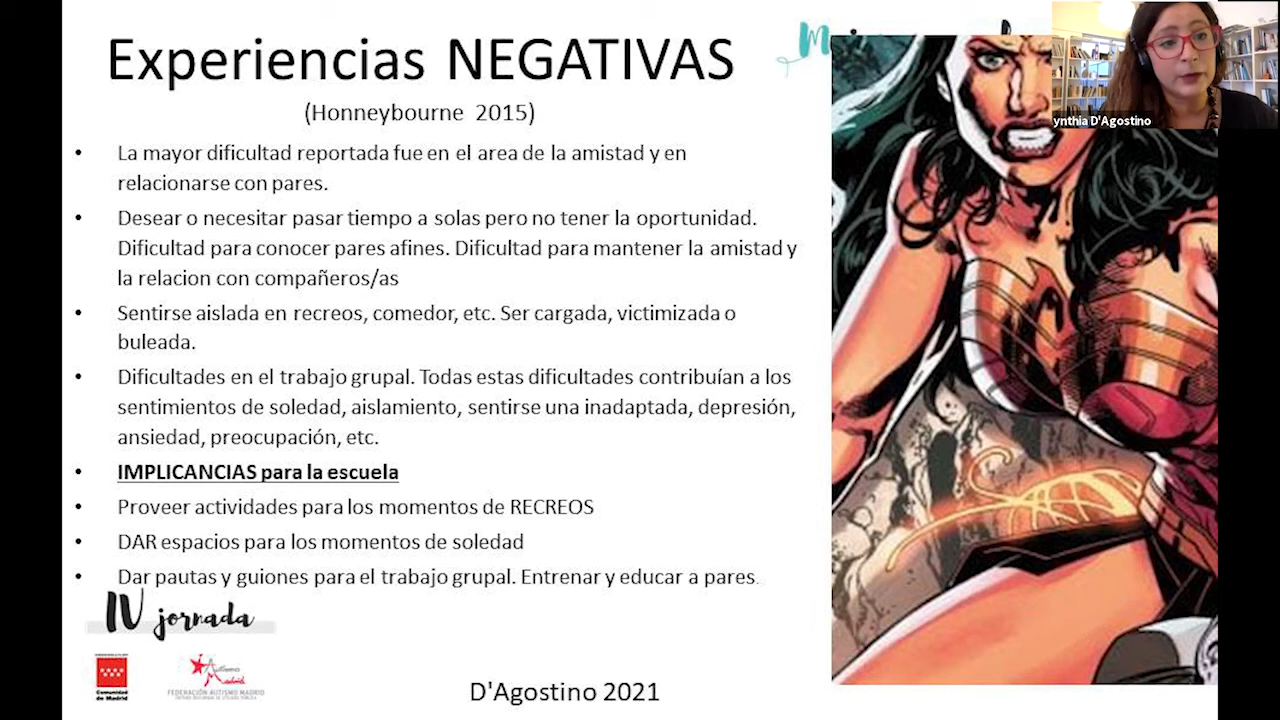 Experiencias NEGATIVAS
(Honneybourne 2015)
• La mayor dificultad reportada fue en el area de la amistad y en
relacionarse con pares.
• Desear o necesitar pasar tiempo a solas pero no tener la oportunidad.
Dificultad para conocer pares afines. Dificultad para mantener la amistad y
la relacion con compañeros/as
• Sentirse aislada en recreos, comedor, etc. Ser cargada, victimizada o
buleada.
• Dificultades en el trabajo grupal. Todas estas dificultades contribuían a los
sentimientos de soledad, aislamiento, sentirse una inadaptada, depresión,
ansiedad, preocupación, etc.
• IMPLICANCIAS para la escuela
• Proveer actividades para los momentos de RECREOS
• DAR espacios para los momentos de soledad
• Dar pautas y guiones para el trabajo grupal. Entrenar y educar a pares.
IV jornada
Comunidad
de Madrid
Autismo
Madrid
FEDERACIÓN AUTISMO MADRID
D'Agostino 2021
ynthia D'Agostino